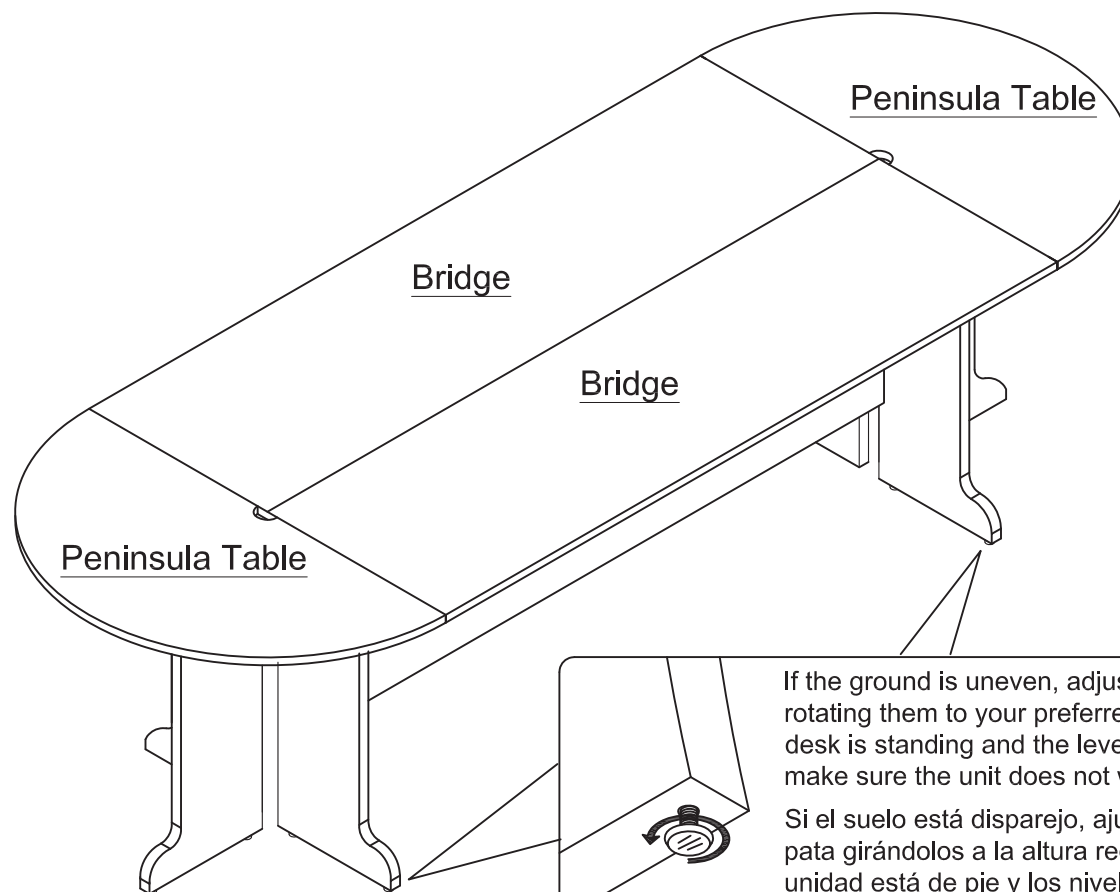 Peninsula Table
Bridge
Bridge
Peninsula Table
If the ground is uneven, adjus
rotating them to your preferre
desk is standing and the leve
make sure the unit does not
Si el suelo está disparejo, aju
pata girándolos a la altura re
unidad está de pie y los nivel